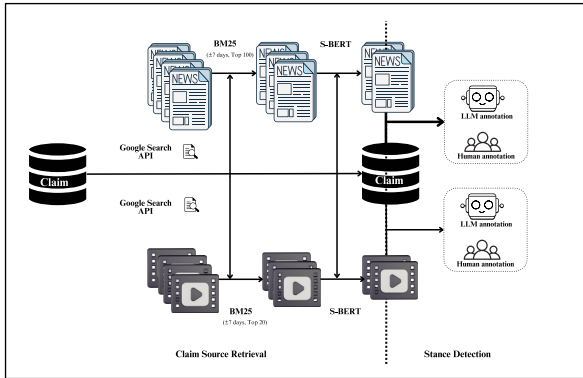 BM25
(±7 days, Top 100)
S-BERT
NEWS
NEWS
NEWS
LLM annotation
Human annotation
Google Search
API
Claim
Claim
Google Search
API
LLM annotation
Human annotation
BM25
(±7 days, Top 20)
S-BERT
Claim Source Retrieval
Stance Detection